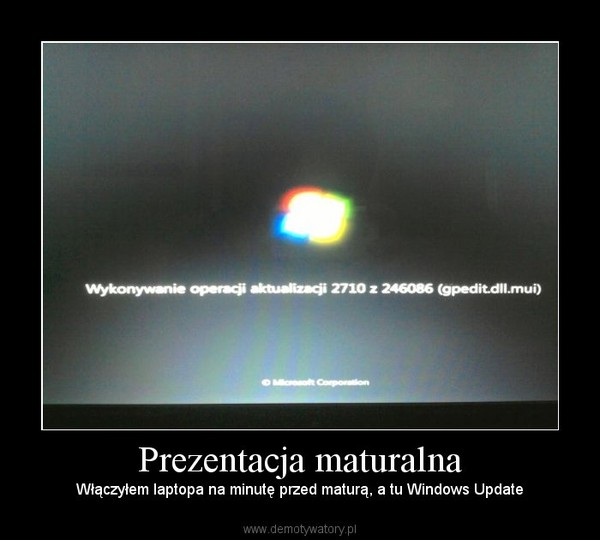 Wykonywanie operacji aktualizacji 2710 z 246086 (gpedit.dll.mui)
© Microsoft Corporation
Prezentacja maturalna
Włączyłem laptopa na minutę przed maturą, a tu Windows Update
www.demotywatory.pl